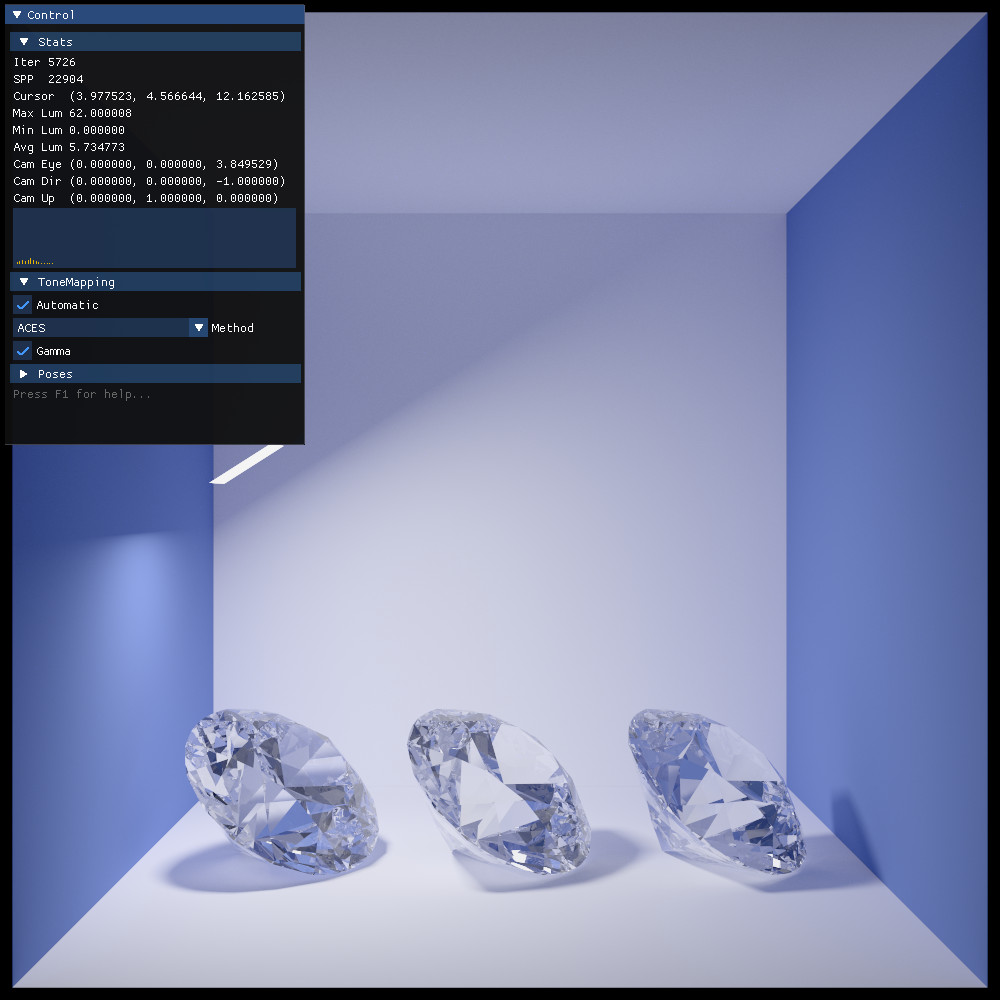 Control
Stats
Iter 5726
SPP  22904
Cursor  (3.977523, 4.566644, 12.162585)
Max Lum 62.000008
Min Lum 0.000000
Avg Lum 5.734773
Cam Eye (0.000000, 0.000000, 3.849529)
Cam Dir (0.000000, 0.000000, -1.000000)
Cam Up  (0.000000, 1.000000, 0.000000)
ToneMapping
Automatic
ACES Method
Gamma
Poses
Press F1 for help...